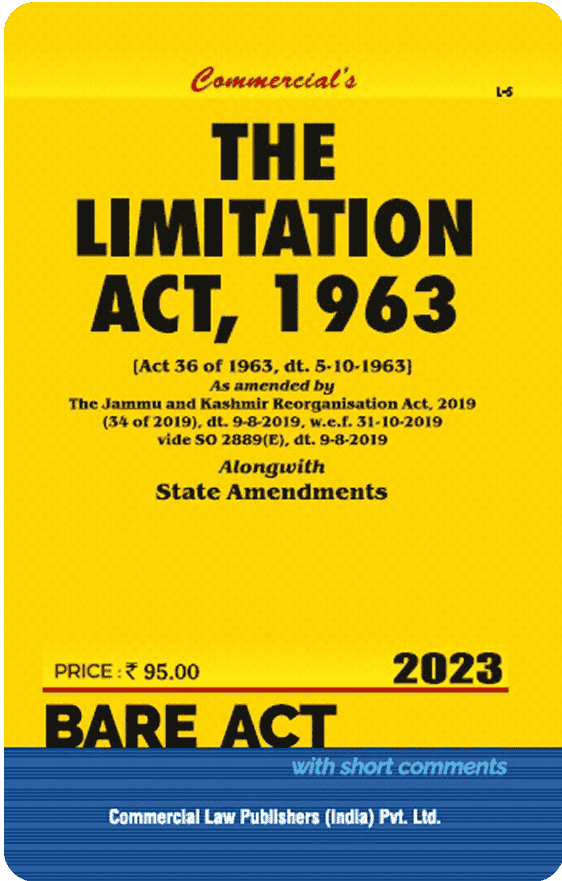 Commercial's
L-5
THE
LIMITATION
ACT, 1963
[Act 36 of 1963, dt. 5-10-1963]
As amended by
The Jammu and Kashmir Reorganisation Act, 2019
(34 of 2019), dt. 9-8-2019, w.e.f. 31-10-2019
vide SO 2889(E), dt. 9-8-2019
Alongwith
State Amendments
PRICE : ₹ 95.00
2023
BARE ACT
with short comments
Commercial Law Publishers (India) Pvt. Ltd.